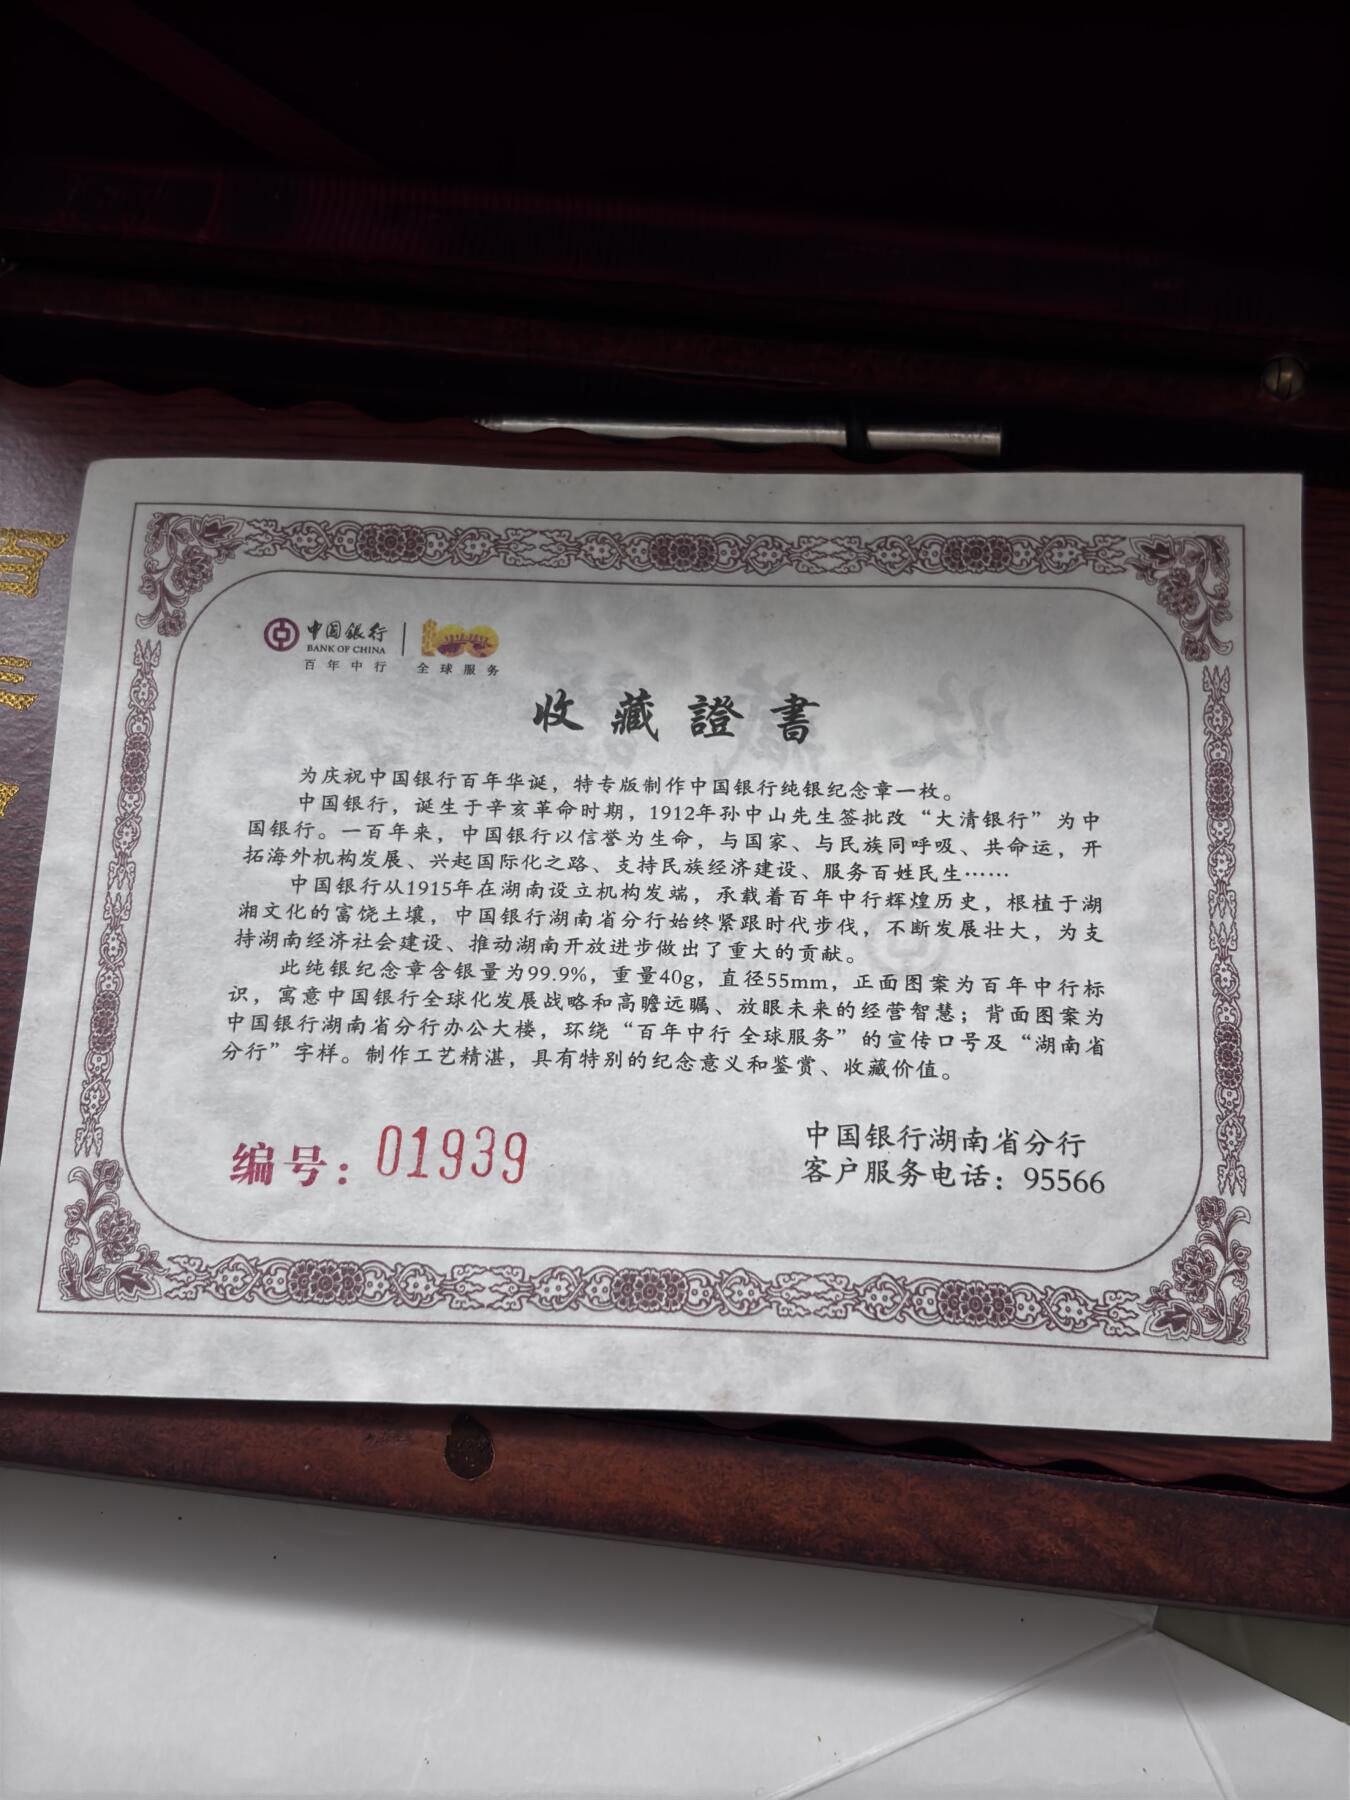 中国银行
BANK OF CHINA
百年中行
100
全球服务
收藏證書
为庆祝中国银行百年华诞，特专版制作中国银行纯银纪念章一枚。
中国银行，诞生于辛亥革命时期，1912年孙中山先生签批改“大清银行”为中
国银行。一百年来，中国银行以信誉为生命，与国家、与民族同呼吸、共命运，开
拓海外机构发展、兴起国际化之路、支持民族经济建设、服务百姓民生……
中国银行从1915年在湖南设立机构发端，承载着百年中行辉煌历史，根植于湖
湘文化的富饶土壤，中国银行湖南省分行始终紧跟时代步伐，不断发展壮大，为支
持湖南经济社会建设、推动湖南开放进步做出了重大的贡献。
此纯银纪念章含银量为99.9%，重量40g，直径55mm，正面图案为百年中行标
识，寓意中国银行全球化发展战略和高瞻远瞩、放眼未来的经营智慧；背面图案为
中国银行湖南省分行办公大楼，环绕“百年中行 全球服务”的宣传口号及“湖南省
分行”字样。制作工艺精湛，具有特别的纪念意义和鉴赏、收藏价值。
编号：01939
中国银行湖南省分行
客户服务电话：95566